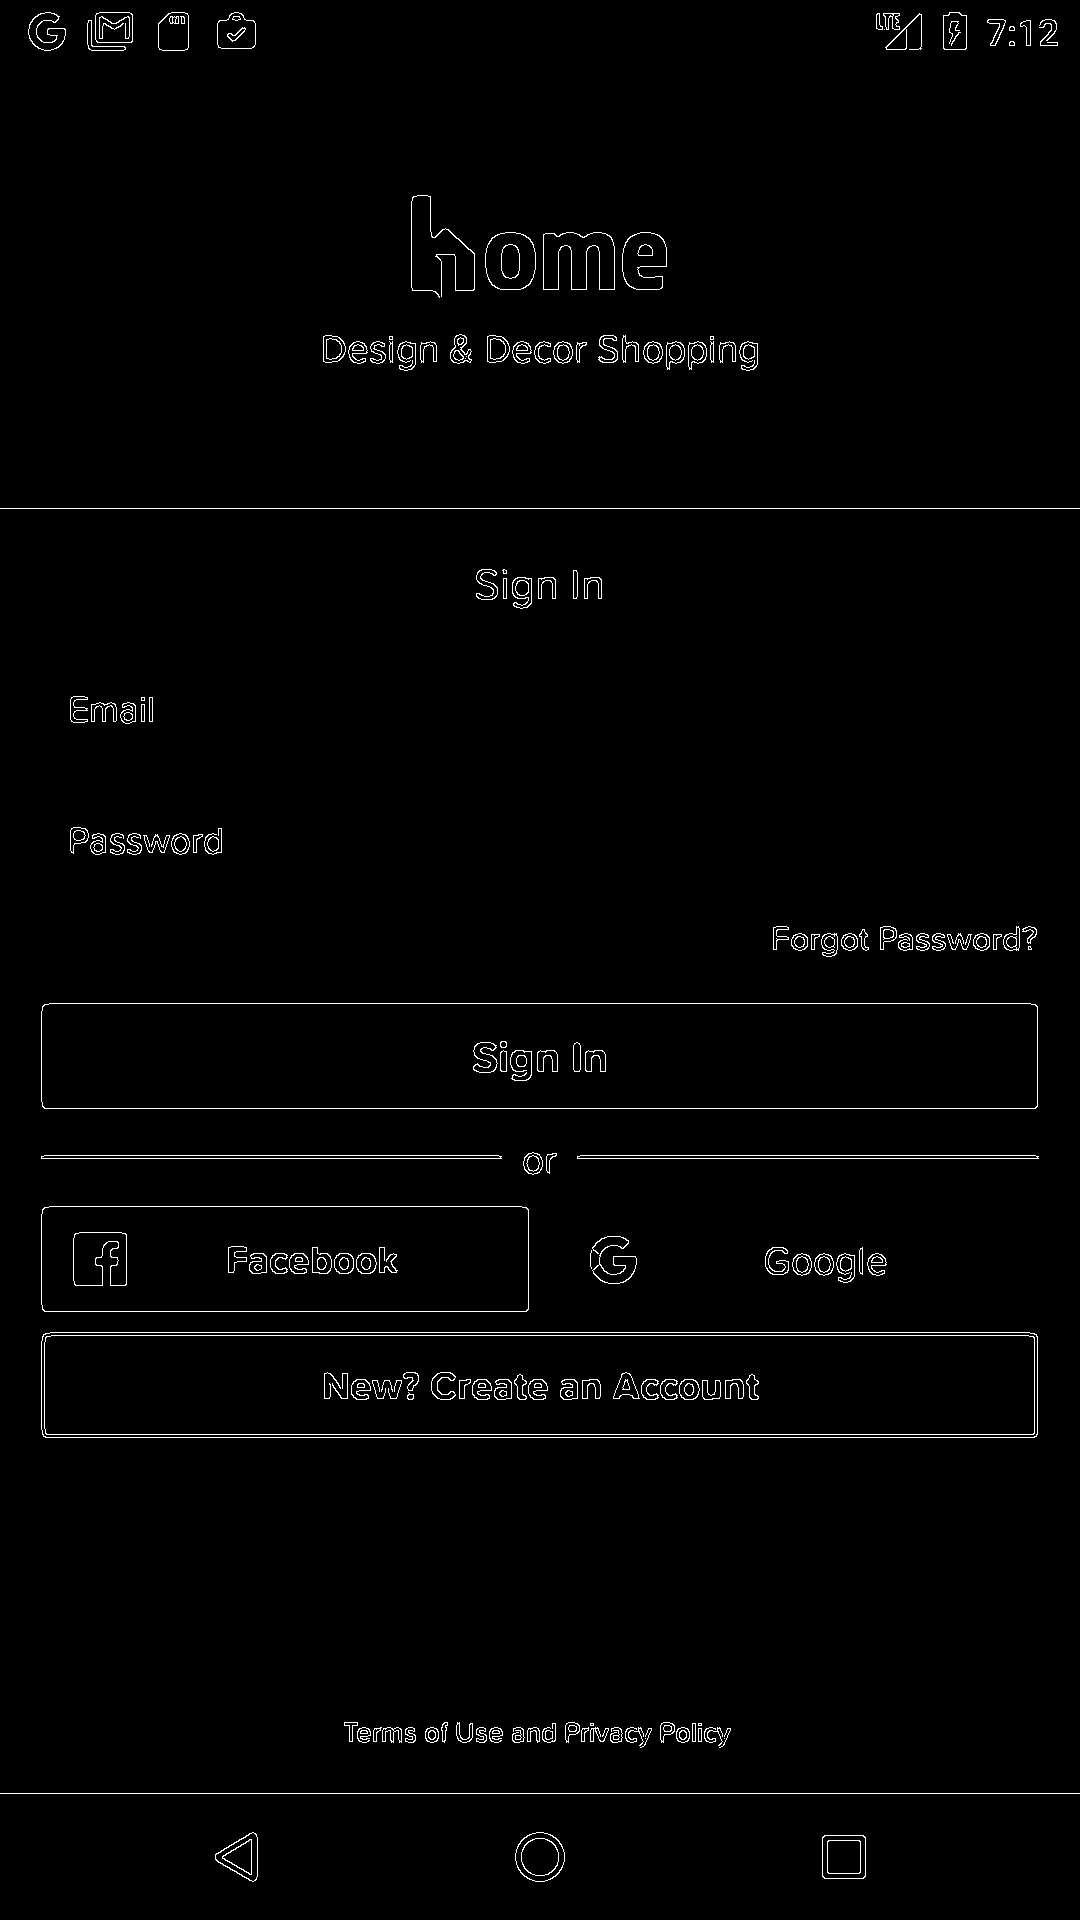 LTE 7:12
home
Design & Decor Shopping
Sign In
Email
Password
Forgot Password?
Sign In
or
Facebook
Google
New? Create an Account
Terms of Use and Privacy Policy